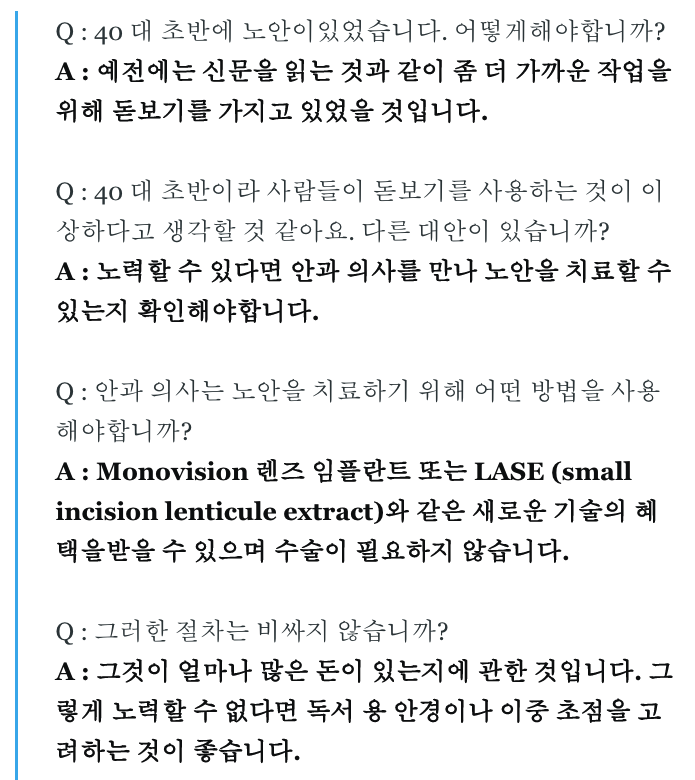 Q : 40 대 초반에 노안이있었습니다. 어떻게해야합니까?
A : 예전에는 신문을 읽는 것과 같이 좀 더 가까운 작업을
위해 돋보기를 가지고 있었을 것입니다.
Q : 40 대 초반이라 사람들이 돋보기를 사용하는 것이 이
상하다고 생각할 것 같아요. 다른 대안이 있습니까?
A : 노력할 수 있다면 안과 의사를 만나 노안을 치료할 수
있는지 확인해야합니다.
Q : 안과 의사는 노안을 치료하기 위해 어떤 방법을 사용
해야합니까?
A : Monovision 렌즈 임플란트 또는 LASE (small
incision lenticule extract)와 같은 새로운 기술의 혜
택을받을 수 있으며 수술이 필요하지 않습니다.
Q : 그러한 절차는 비싸지 않습니까?
A : 그것이 얼마나 많은 돈이 있는지에 관한 것입니다. 그
렇게 노력할 수 없다면 독서 용 안경이나 이중 초점을 고
려하는 것이 좋습니다.